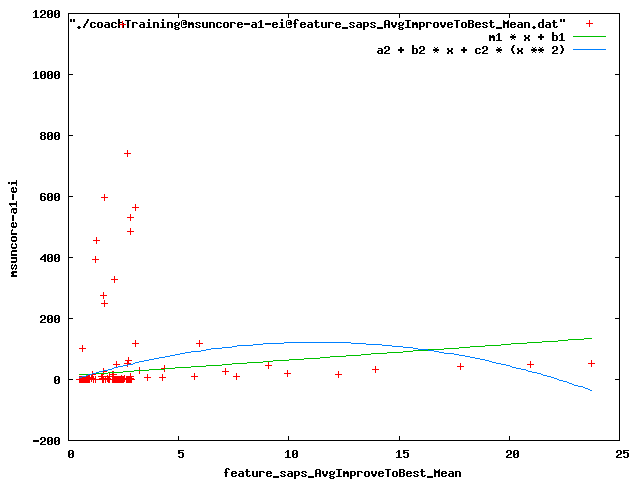 1200
"./coachTraining@msuncore-a1-ei@feature_saps_AvgImproveToBest_Mean.dat"
m1 * x + b1
a2 + b2 * x + c2 * (x ** 2)
1000
800
600
400
200
0
-200
msuncore-a1-ei
0 5 10 15 20 25
feature_saps_AvgImproveToBest_Mean